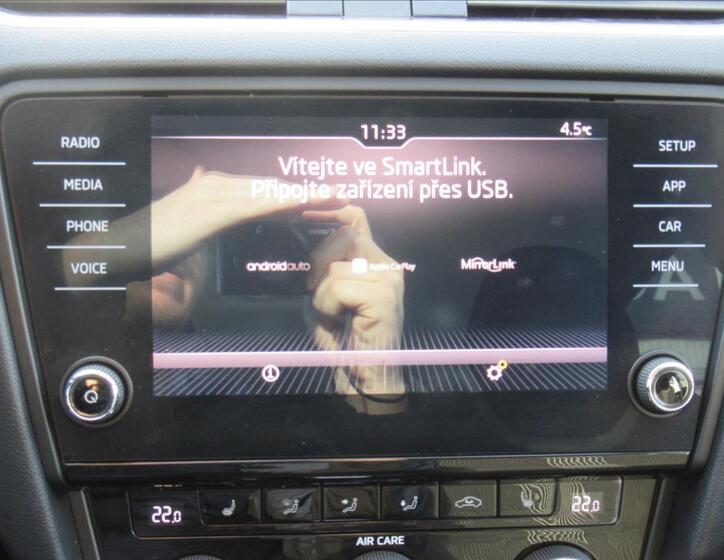 11:33
4.5°C
RADIO
MEDIA
PHONE
VOICE
Vítejte ve SmartLink.
Připojte zařízení přes USB.
androidauto
Apple CarPlay
MirrorLink
SETUP
APP
CAR
MENU
22.0
22.0
AIR CARE